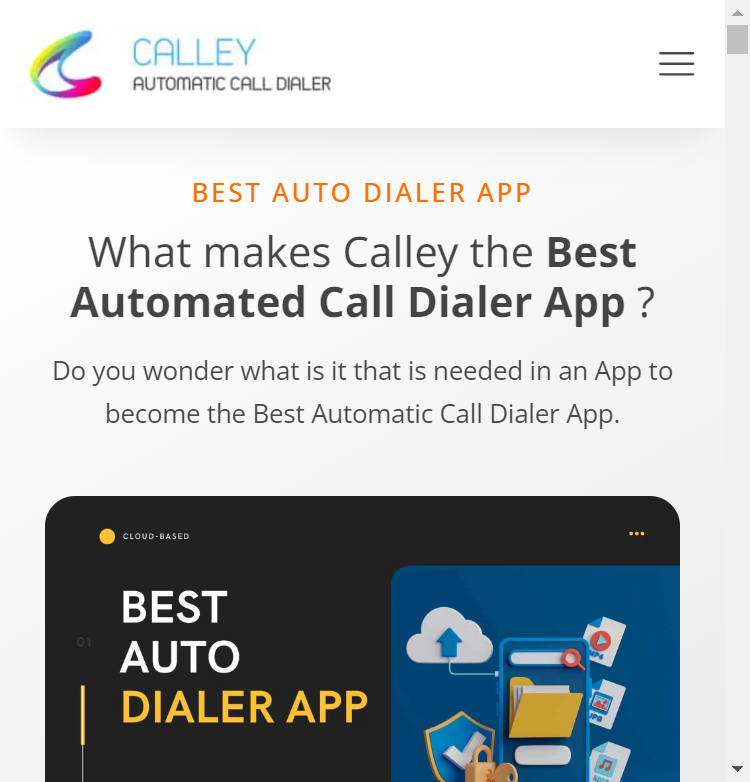 CALLEY
AUTOMATIC CALL DIALER
BEST AUTO DIALER APP
What makes Calley the Best
Automated Call Dialer App ?
Do you wonder what is it that is needed in an App to
become the Best Automatic Call Dialer App.
CLOUD-BASED
BEST
01
AUTO
DIALER APP
MP4
JPG